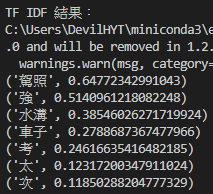 TF IDF 結果：
C:\Users\DevilHYT\miniconda3\e
.0 and will be removed in 1.2.
  warnings.warn(msg, category=
('駕照', 0.64772342991043)
('強', 0.5140961218082248)
('水溝', 0.38546026271719924)
('車子', 0.2788687367477966)
('考', 0.24616635416482185)
('太', 0.12317200347911024)
('次', 0.11850288204777329)